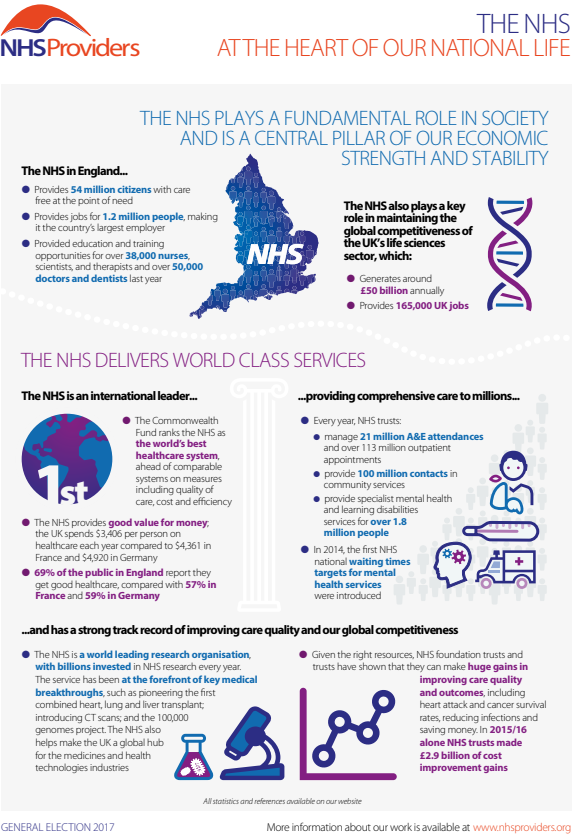 NHSProviders
THE NHS
AT THE HEART OF OUR NATIONAL LIFE
THE NHS PLAYS A FUNDAMENTAL ROLE IN SOCIETY
AND IS A CENTRAL PILLAR OF OUR ECONOMIC
STRENGTH AND STABILITY
The NHS in England...
Provides 54 million citizens with care
free at the point of need
Provides jobs for 1.2 million people, making
it the country's largest employer
Provided education and training
opportunities for over 38,000 nurses,
scientists, and therapists and over 50,000
doctors and dentists last year
NHS
The NHS also plays a key
role in maintaining the
global competitiveness of
the UK's life sciences
sector, which:
Generates around
£50 billion annually
Provides 165,000 UK jobs
THE NHS DELIVERS WORLD CLASS SERVICES
The NHS is an international leader...
1st
The Commonwealth
Fund ranks the NHS as
the world's best
healthcare system,
ahead of comparable
systems on measures
including quality of
care, cost and efficiency
The NHS provides good value for money;
the UK spends $3,406 per person on
healthcare each year compared to $4,361 in
France and $4,920 in Germany
69% of the public in England report they
get good healthcare, compared with 57% in
France and 59% in Germany
...providing comprehensive care to millions...
Every year, NHS trusts:
manage 21 million A&E attendances
and over 113 million outpatient
appointments
provide 100 million contacts in
community services
provide specialist mental health
and learning disabilities
services for over 1.8
million people
In 2014, the first NHS
national waiting times
targets for mental
health services
were introduced
...and has a strong track record of improving care quality and our global competitiveness
The NHS is a world leading research organisation,
with billions invested in NHS research every year.
The service has been at the forefront of key medical
breakthroughs, such as pioneering the first
combined heart, lung and liver transplant;
introducing CT scans; and the 100,000
genomes project. The NHS also
helps make the UK a global hub
for the medicines and health
technologies industries
Given the right resources, NHS foundation trusts and
trusts have shown that they can make huge gains in
improving care quality
and outcomes, including
heart attack and cancer survival
rates, reducing infections and
saving money. In 2015/16
alone NHS trusts made
£2.9 billion of cost
improvement gains
All statistics and references available on our website
GENERAL ELECTION 2017
More information about our work is available at www.nhsproviders.org